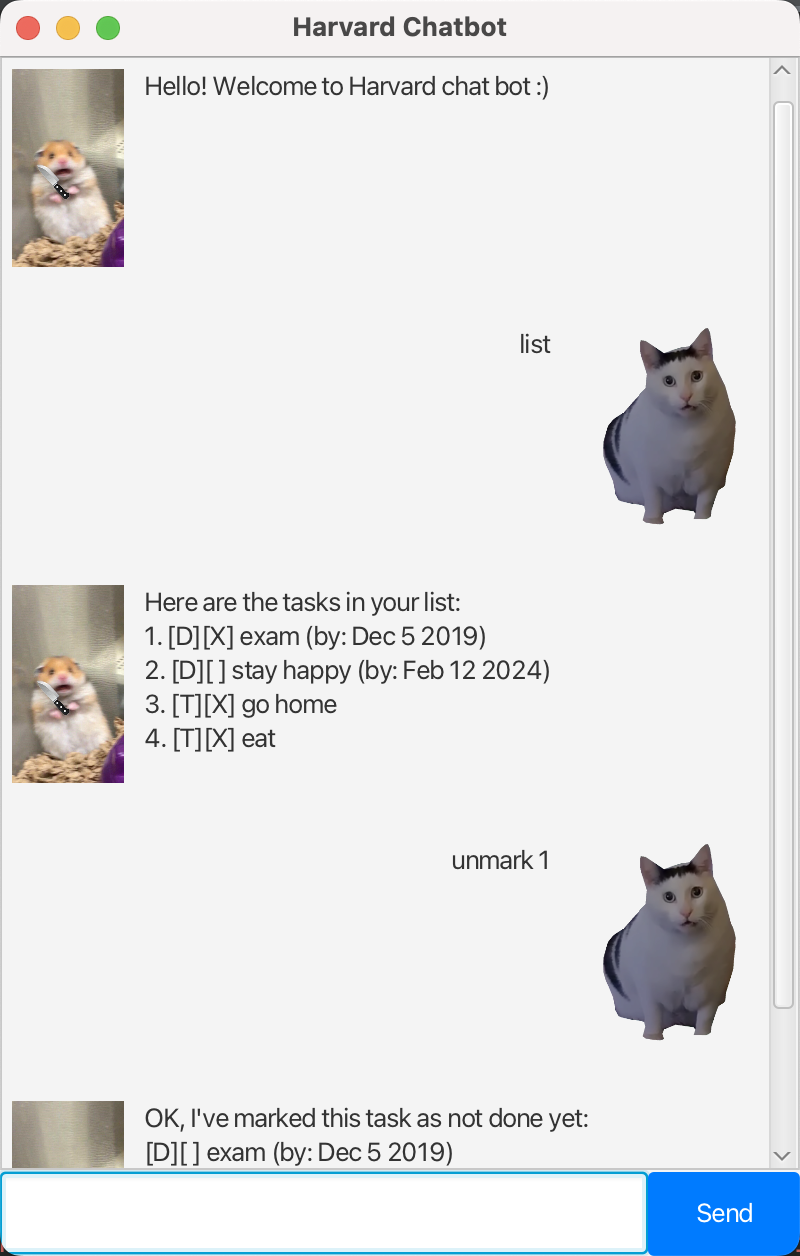 Harvard Chatbot
Hello! Welcome to Harvard chat bot :)
list
Here are the tasks in your list:
1. [D][X] exam (by: Dec 5 2019)
2. [D][ ] stay happy (by: Feb 12 2024)
3. [T][X] go home
4. [T][X] eat
unmark 1
OK, I've marked this task as not done yet:
[D][ ] exam (by: Dec 5 2019)
Send